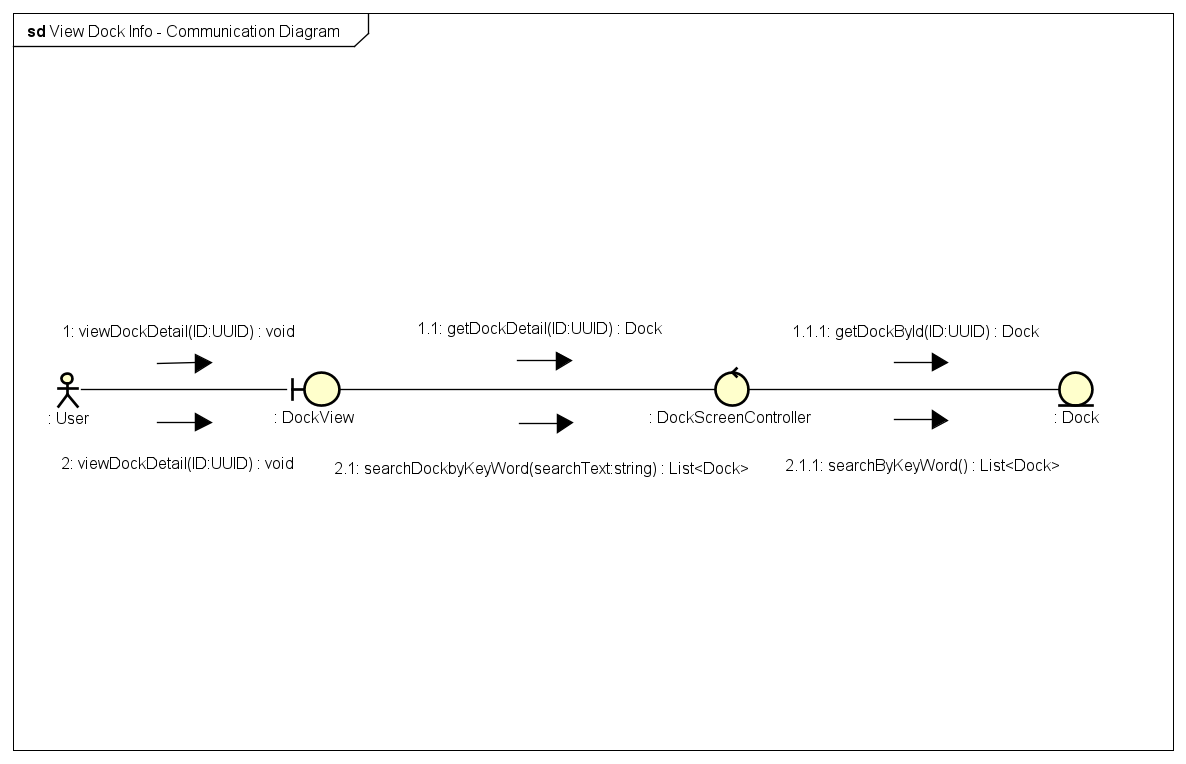 sd View Dock Info - Communication Diagram
1: viewDockDetail(ID:UUID) : void
1.1: getDockDetail(ID:UUID) : Dock
1.1.1: getDockById(ID:UUID) : Dock
: User
: DockView
: DockScreenController
: Dock
2: viewDockDetail(ID:UUID) : void
2.1: searchDockbyKeyWord(searchText:string) : List<Dock>
2.1.1: searchByKeyWord() : List<Dock>